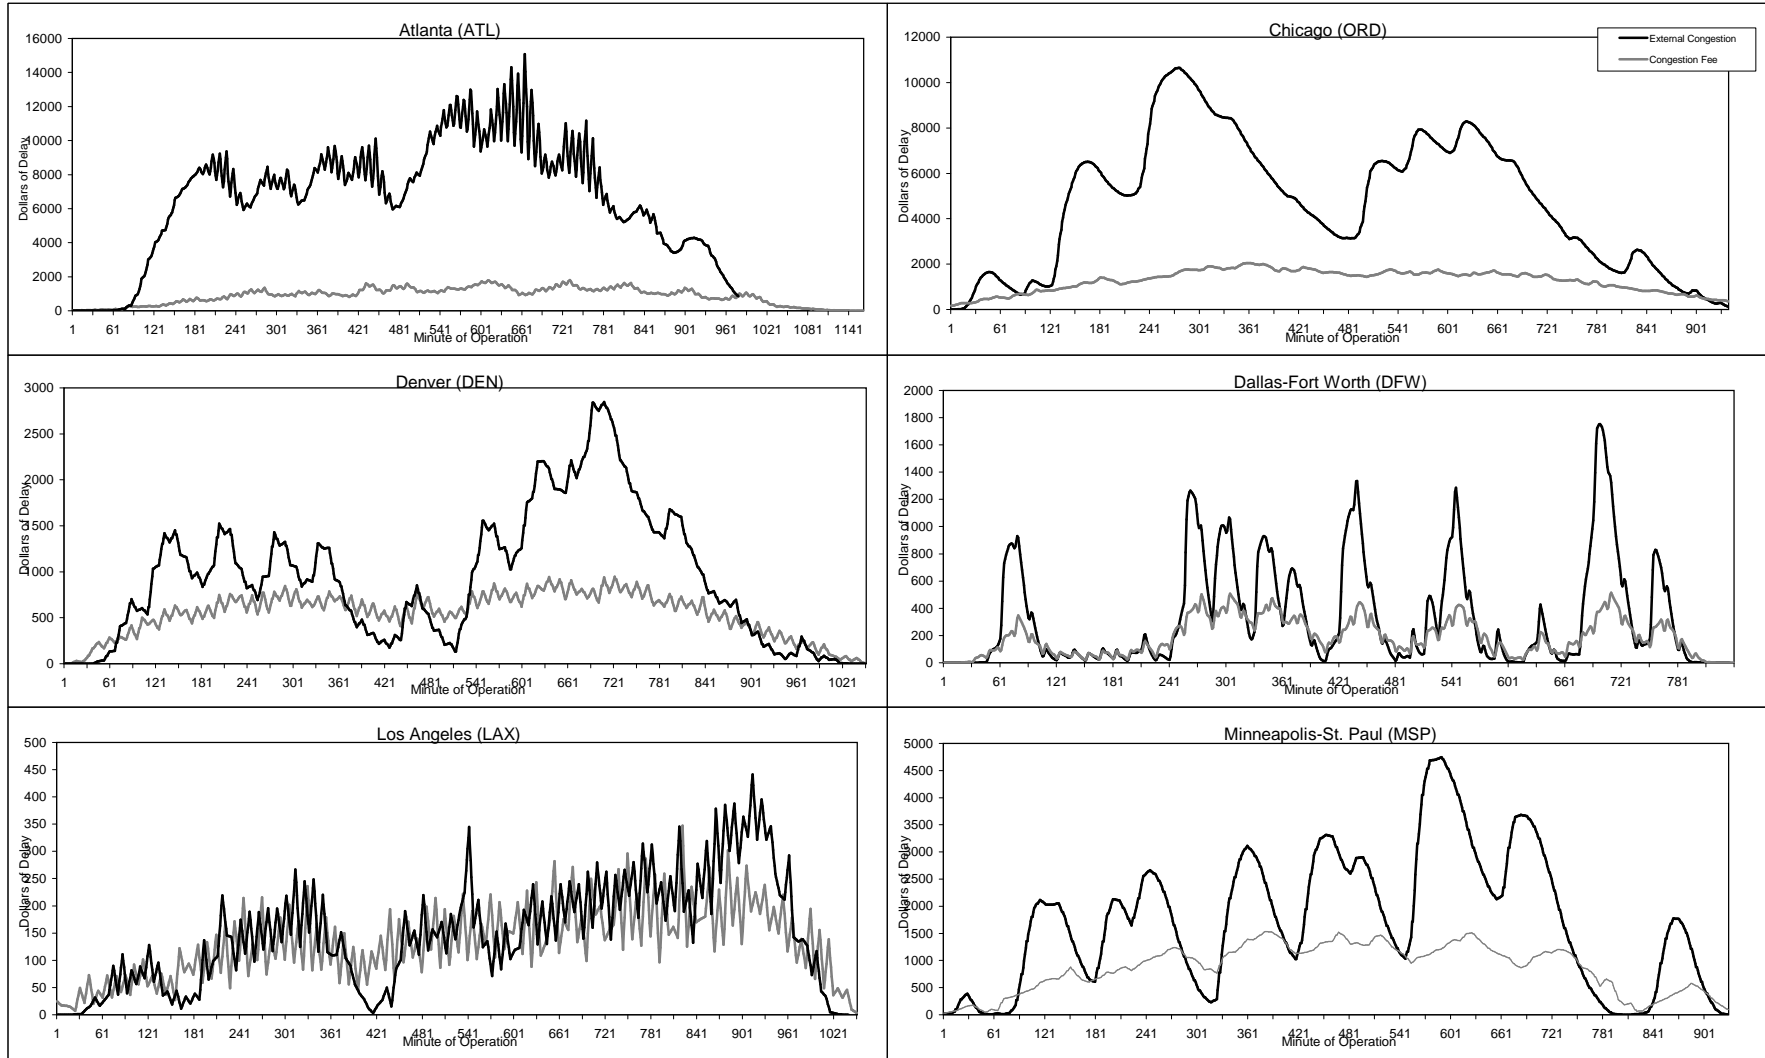 Atlanta (ATL)
16000
14000
12000
10000
8000
6000
4000
2000
0
Dollars of Delay
1 61 121 181 241 301 361 421 481 541 601 661 721 781 841 901 961 1021 1081 1141
Minute of Operation
Chicago (ORD)
External Congestion
Congestion Fee
12000
10000
8000
6000
4000
2000
0
Dollars of Delay
1 61 121 181 241 301 361 421 481 541 601 661 721 781 841 901
Minute of Operation
Denver (DEN)
3000
2500
2000
1500
1000
500
0
Dollars of Delay
1 61 121 181 241 301 361 421 481 541 601 661 721 781 841 901 961 1021
Minute of Operation
Dallas-Fort Worth (DFW)
2000
1800
1600
1400
1200
1000
800
600
400
200
0
Dollars of Delay
1 61 121 181 241 301 361 421 481 541 601 661 721 781
Minute of Operation
Los Angeles (LAX)
500
450
400
350
300
250
200
150
100
50
0
Dollars of Delay
1 61 121 181 241 301 361 421 481 541 601 661 721 781 841 901 961 1021
Minute of Operation
Minneapolis-St. Paul (MSP)
5000
4500
4000
3500
3000
2500
2000
1500
1000
500
0
Dollars of Delay
1 61 121 181 241 301 361 421 481 541 601 661 721 781 841 901
Minute of Operation